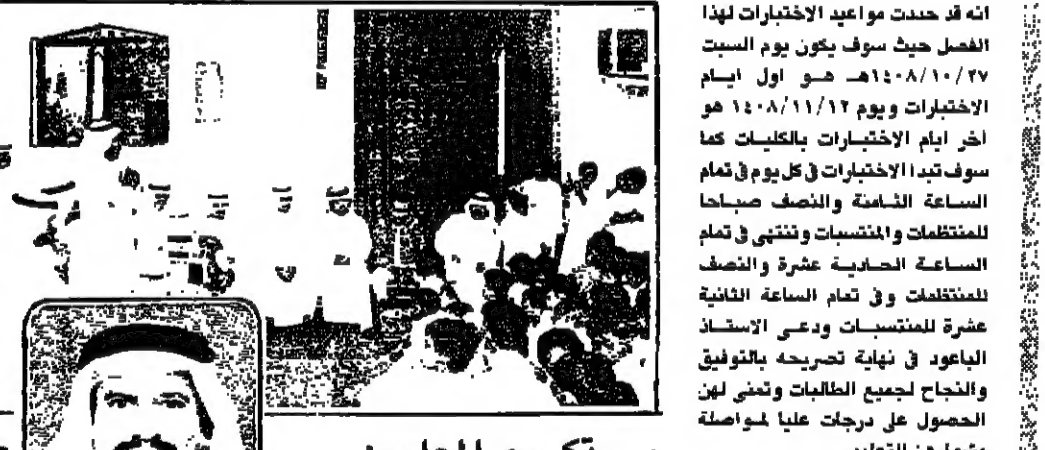 انه قد حددت مواعيد الاختبارات لهذا
الفصل حيث سوف يكون يوم السبت
١٤٠٨/١٠/٢٧هـ هو اول ايام
الاختبارات ويوم ١٤٠٨/١١/١٢ هو
آخر ايام الاختبارات بالكليات كما
سوف تبدا الاختبارات في كل يوم في تمام
الساعة الثامنة والنصف صباحا
للمنتظمات والمنتسبات وتنتهي في تمام
الساعة الحادية عشرة والنصف
للمنتظمات وفي تمام الساعة الثانية
عشرة للمنتسبات ودعى الاستاذ
الباعود في نهاية تصريحه بالتوفيق
والنجاح لجميع الطالبات وتمنى لهن
الحصول على درجات عليا لمواصلة